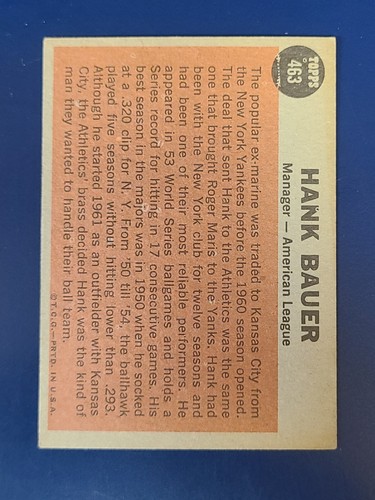 TOPPS
463
HANK BAUER
Manager — American League
The popular ex-marine was traded to Kansas City from
the New York Yankees before the 1960 season opened.
The deal that sent Hank to the Athletics was the same
one that brought Roger Maris to the Yanks. Hank had
been with the New York club for twelve seasons and
had been one of their most reliable performers. He
appeared in 53 World Series ballgames and holds a
Series record for hitting in 17 consecutive games. His
best season in the majors was in 1950 when he socked
at a .320 clip for N. Y. From '50 till '54, the ballhawk
played five seasons without hitting lower than .293.
Although he started 1961 as an outfielder with Kansas
City, the Athletics' brass decided Hank was the kind of
man they wanted to handle their ball team.
© T.C.G.—PRTD. IN U.S.A.